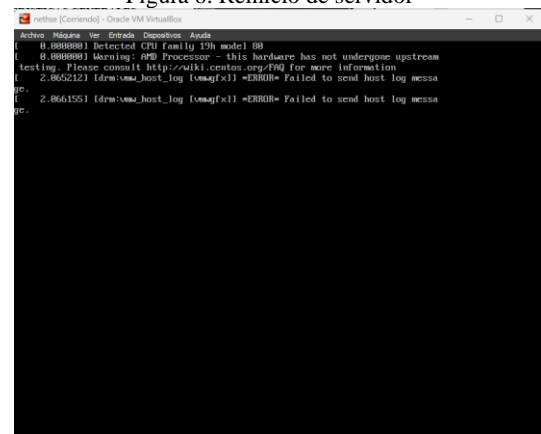 Figura 6. Reinicio de servidor
nethee [Corriendo] - Oracle VM VirtualBox
Archivo Máquina Ver Entrada Dispositivos Ayuda
[ 0.000000] Detected CPU family 19h model 80
[ 0.000000] Warning: AMD Processor - this hardware has not undergone upstream
testing. Please consult http://wiki.centos.org/FAQ for more information
[ 2.065212] [drm:vmw_host_log [vmwgfx]] *ERROR* Failed to send host log messa
ge.
[ 2.066155] [drm:vmw_host_log [vmwgfx]] *ERROR* Failed to send host log messa
ge.